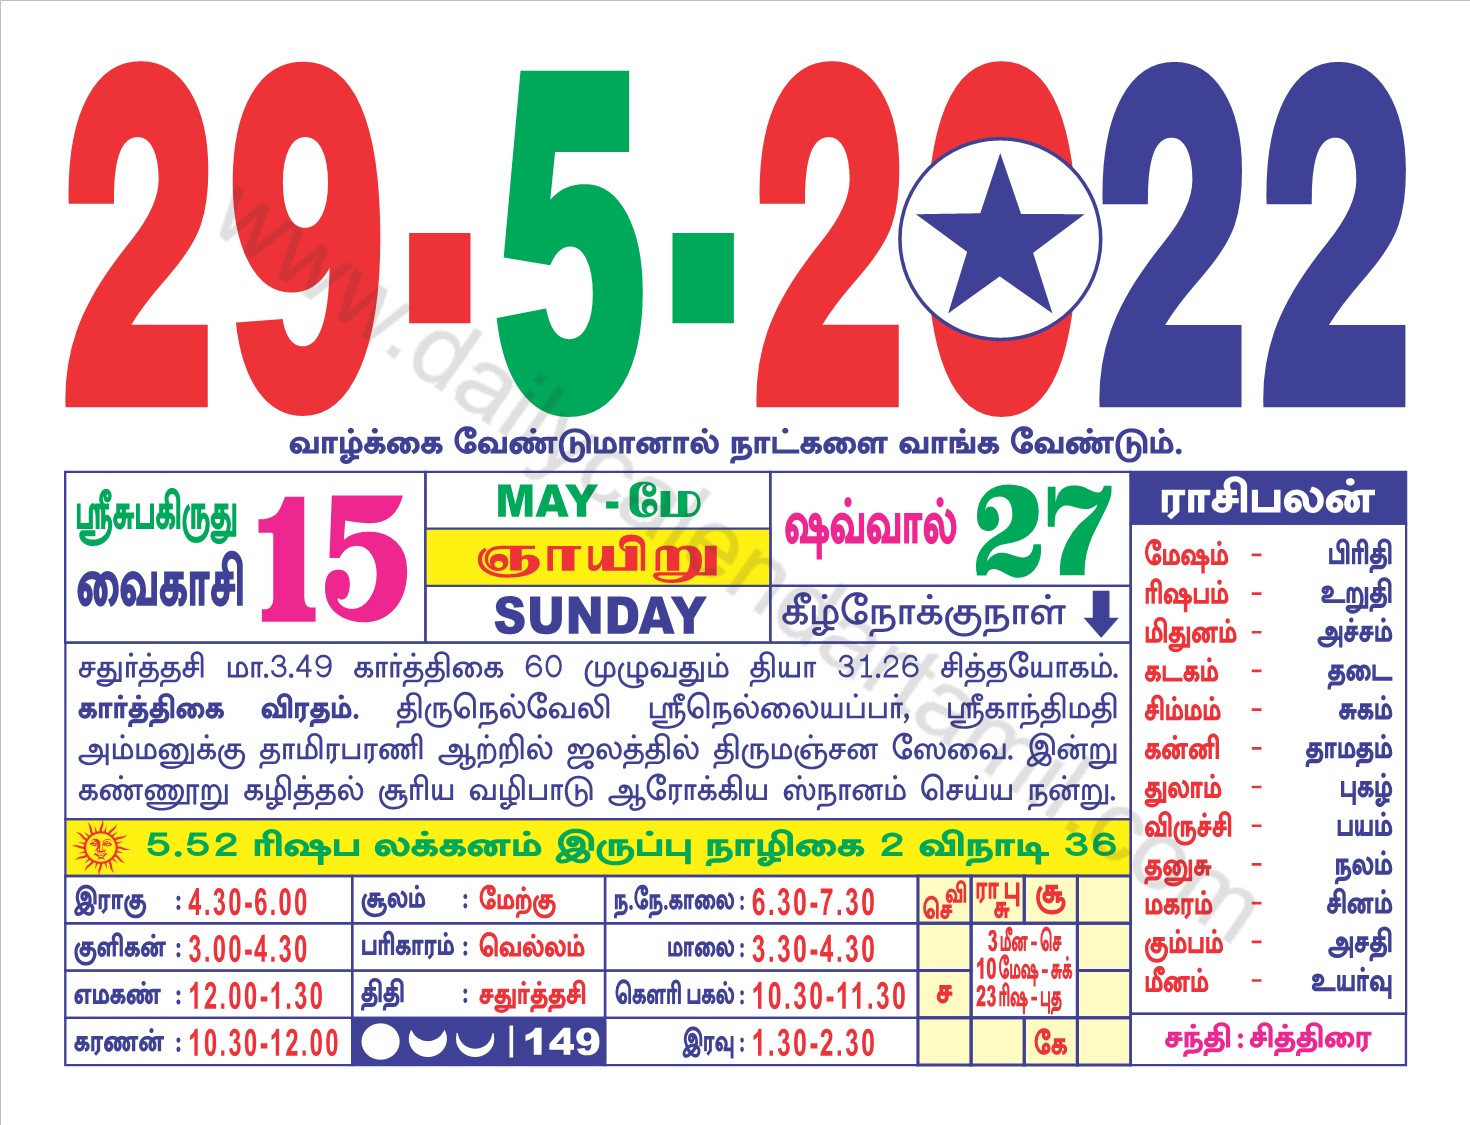 29-5-2022
வாழ்க்கை வேண்டுமானால் நாட்களை வாங்க வேண்டும்.
ஸ்ரீசுபகிருது
வைகாசி 15
MAY - மே
ஞாயிறு
SUNDAY
ஷவ்வால் 27
கீழ்நோக்குநாள்
சதுர்த்தசி மா.3.49 கார்த்திகை 60 முழுவதும் தியா 31.26 சித்தயோகம்.
கார்த்திகை விரதம். திருநெல்வேலி ஸ்ரீநெல்லையப்பர், ஸ்ரீகாந்திமதி
அம்மனுக்கு தாமிரபரணி ஆற்றில் ஜலத்தில் திருமஞ்சன ஸேவை. இன்று
கண்ணூறு கழித்தல் சூரிய வழிபாடு ஆரோக்கிய ஸ்நானம் செய்ய நன்று.
5.52 ரிஷப லக்கனம் இருப்பு நாழிகை 2 விநாடி 36
இராகு : 4.30-6.00 சூலம் : மேற்கு ந.நே.காலை : 6.30-7.30
குளிகன் : 3.00-4.30 பரிகாரம் : வெல்லம் மாலை : 3.30-4.30
எமகண் : 12.00-1.30 திதி : சதுர்த்தசி கௌரி பகல் : 10.30-11.30
கரணன் : 10.30-12.00 | 149 இரவு : 1.30-2.30
வி செ ரா பு சு சூ
3 மீன - செ
10 மேஷ - சுக்
23 ரிஷ - புத
ச
கே
ராசிபலன்
மேஷம் - பிரிதி
ரிஷபம் - உறுதி
மிதுனம் - அச்சம்
கடகம் - தடை
சிம்மம் - சுகம்
கன்னி - தாமதம்
துலாம் - புகழ்
விருச்சி - பயம்
தனுசு - நலம்
மகரம் - சினம்
கும்பம் - அசதி
மீனம் - உயர்வு
சந்தி : சித்திரை
www.dailycalendartamil.com